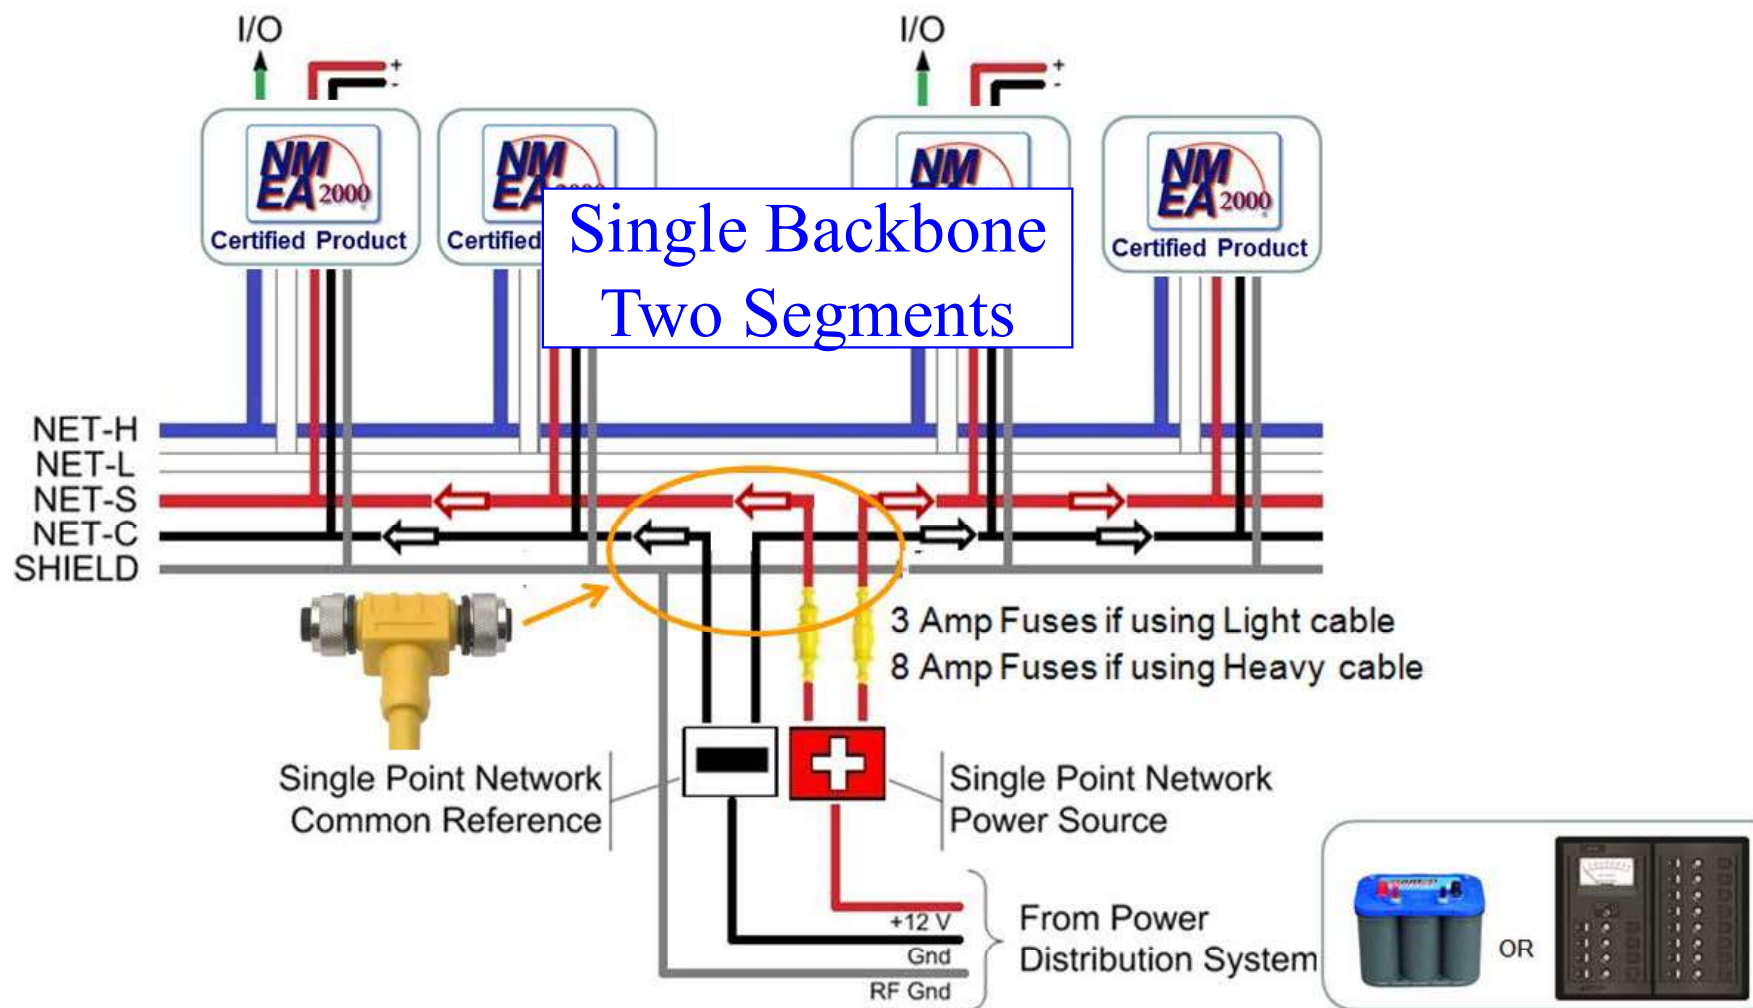 I/O
I/O
+
-
+
-
NM
EA 2000
Certified Product
NM
EA
Certified
NM
NM
EA 2000
Certified Product
Single Backbone
Two Segments
NET-H
NET-L
NET-S
NET-C
SHIELD
3 Amp Fuses if using Light cable
8 Amp Fuses if using Heavy cable
Single Point Network
Common Reference
Single Point Network
Power Source
+12 V
Gnd
RF Gnd
From Power
Distribution System
OR